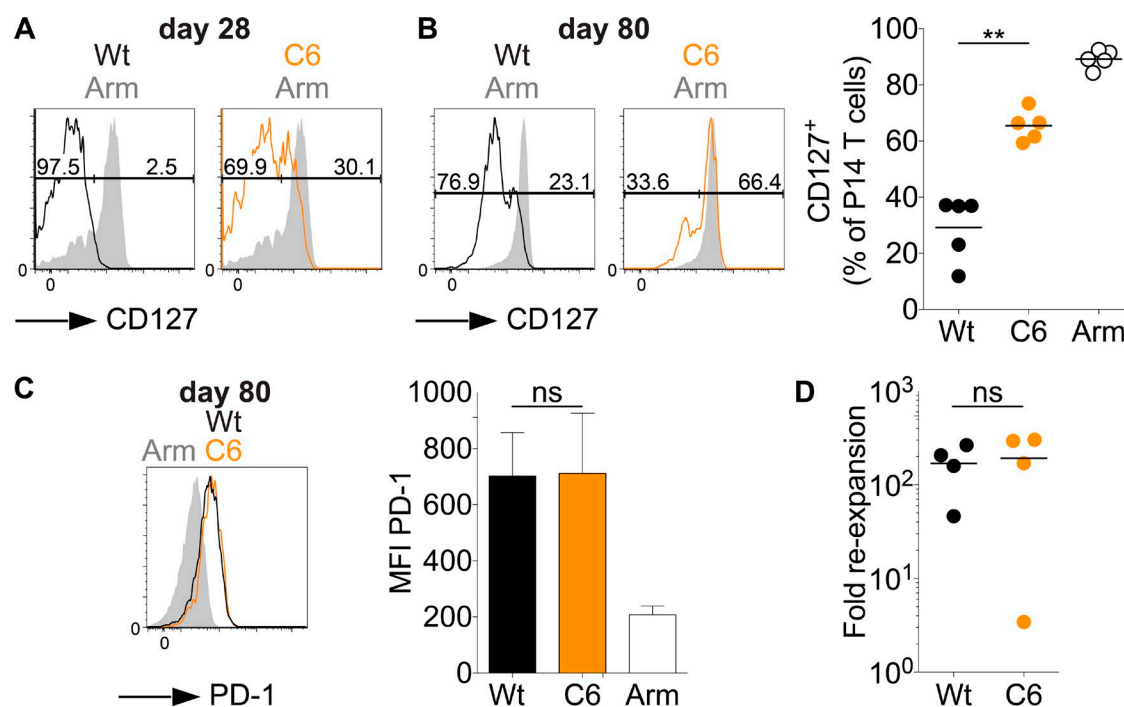 A
day 28
Wt
Arm
C6
Arm
97.5
2.5
69.9
30.1
0
0
0
0
CD127
B
day 80
Wt
Arm
C6
Arm
76.9
23.1
33.6
66.4
0
0
0
0
CD127
CD127+
(% of P14 T cells)
100
80
60
40
20
0
**
Wt
C6
Arm
C
day 80
Wt
Arm C6
0
0
PD-1
MFI PD-1
1000
800
600
400
200
0
ns
Wt
C6
Arm
D
Fold re-expansion
10³
10²
10¹
10⁰
ns
Wt
C6